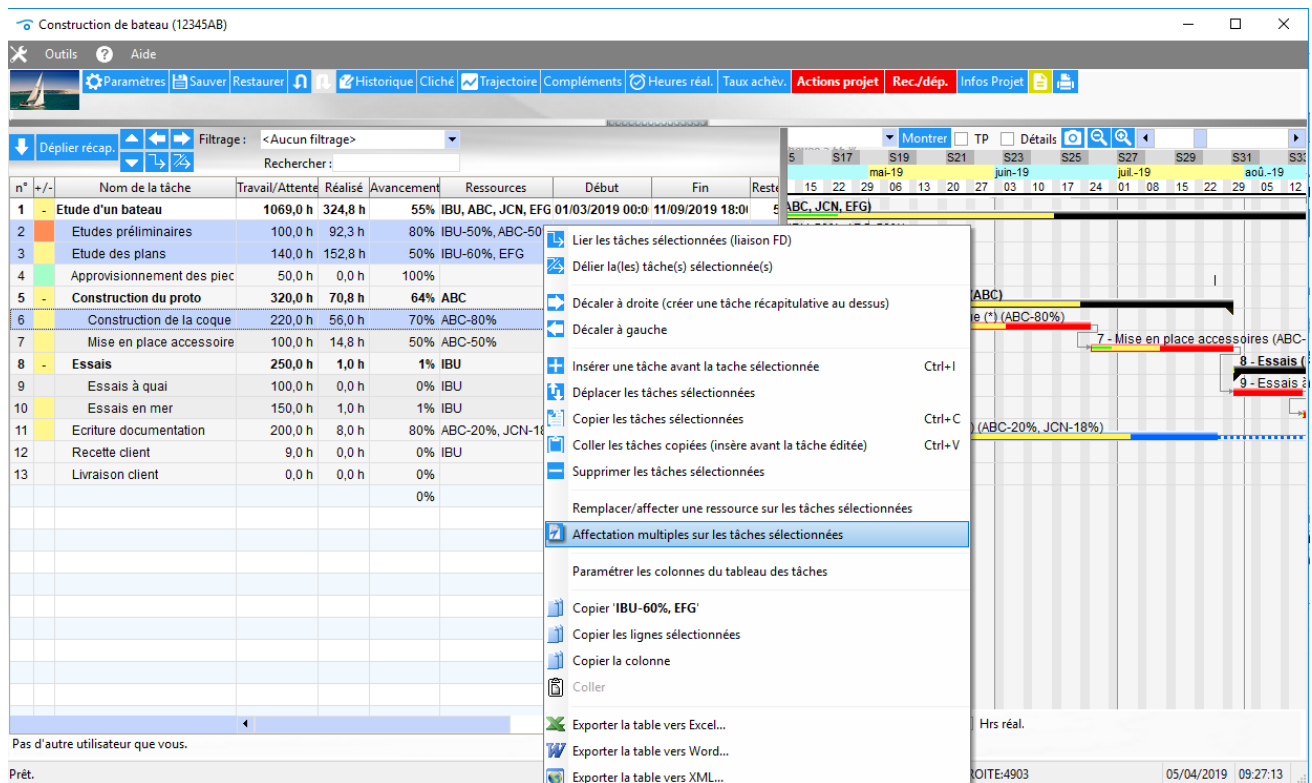 Construction de bateau (12345AB)
Outils Aide
Paramètres Sauver Restaurer Historique Cliché Trajectoire Compléments Heures réal. Taux achèv. Actions projet Rec./dép. Infos Projet
Déplier récap. Filtrage : <Aucun filtrage> Montrer TP Détails
Rechercher :
5 S17 S19 S21 S23 S25 S27 S29 S31 S33
mai-19 juin-19 juil.-19 aoû.-19
n° +/- Nom de la tâche Travail/Attente Réalisé Avancement Ressources Début Fin Reste 15 22 29 06 13 20 27 03 10 17 24 01 08 15 22 29 05 12
1 - Etude d'un bateau 1069,0 h 324,8 h 55% IBU, ABC, JCN, EFG 01/03/2019 00:0 11/09/2019 18:0 5 ABC, JCN, EFG)
2 Etudes préliminaires 100,0 h 92,3 h 80% IBU-50%, ABC-50
3 Etude des plans 140,0 h 152,8 h 50% IBU-60%, EFG
4 Approvisionnement des piec 50,0 h 0,0 h 100%
5 - Construction du proto 320,0 h 70,8 h 64% ABC (ABC)
6 Construction de la coque 220,0 h 56,0 h 70% ABC-80% e (*) (ABC-80%)
7 Mise en place accessoire 100,0 h 14,8 h 50% ABC-50% 7 - Mise en place accessoires (ABC-
8 - Essais 250,0 h 1,0 h 1% IBU 8 - Essais (
9 Essais à quai 100,0 h 0,0 h 0% IBU 9 - Essais à
10 Essais en mer 150,0 h 1,0 h 1% IBU
11 Ecriture documentation 200,0 h 8,0 h 80% ABC-20%, JCN-18 ) (ABC-20%, JCN-18%)
12 Recette client 9,0 h 0,0 h 0% IBU
13 Livraison client 0,0 h 0,0 h 0%
0%
Lier les tâches sélectionnées (liaison FD)
Délier la(les) tâche(s) sélectionnée(s)
Décaler à droite (créer une tâche récapitulative au dessus)
Décaler à gauche
Insérer une tâche avant la tache sélectionnée Ctrl+I
Déplacer les tâches sélectionnées
Copier les tâches sélectionnées Ctrl+C
Coller les tâches copiées (insère avant la tâche éditée) Ctrl+V
Supprimer les tâches sélectionnées
Remplacer/affecter une ressource sur les tâches sélectionnées
Affectation multiples sur les tâches sélectionnées
Paramétrer les colonnes du tableau des tâches
Copier 'IBU-60%, EFG'
Copier les lignes sélectionnées
Copier la colonne
Coller
Exporter la table vers Excel...
Exporter la table vers Word...
Exporter la table vers XML...
Hrs réal.
Pas d'autre utilisateur que vous.
Prêt. ROITE:4903 05/04/2019 09:27:13